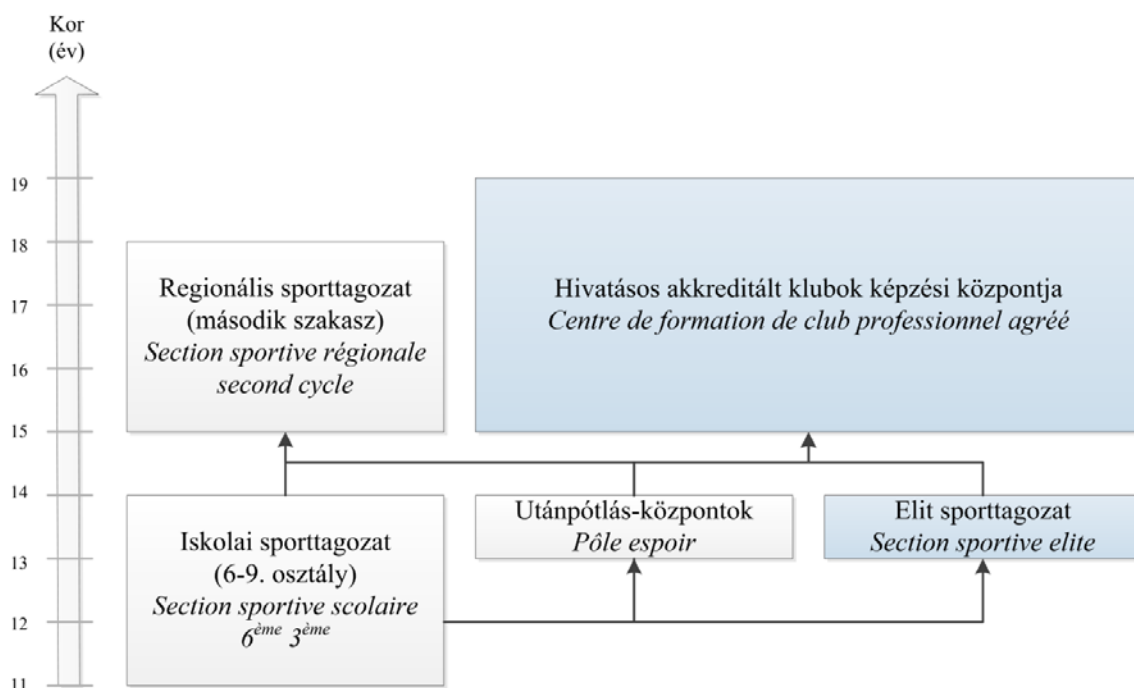 Kor
(év)
19
18
17
16
15
14
13
12
11
Regionális sporttagozat
(második szakasz)
Section sportive régionale
second cycle
Hivatásos akkreditált klubok képzési központja
Centre de formation de club professionnel agréé
Iskolai sporttagozat
(6-9. osztály)
Section sportive scolaire
6ème 3ème
Utánpótlás-központok
Pôle espoir
Elit sporttagozat
Section sportive elite